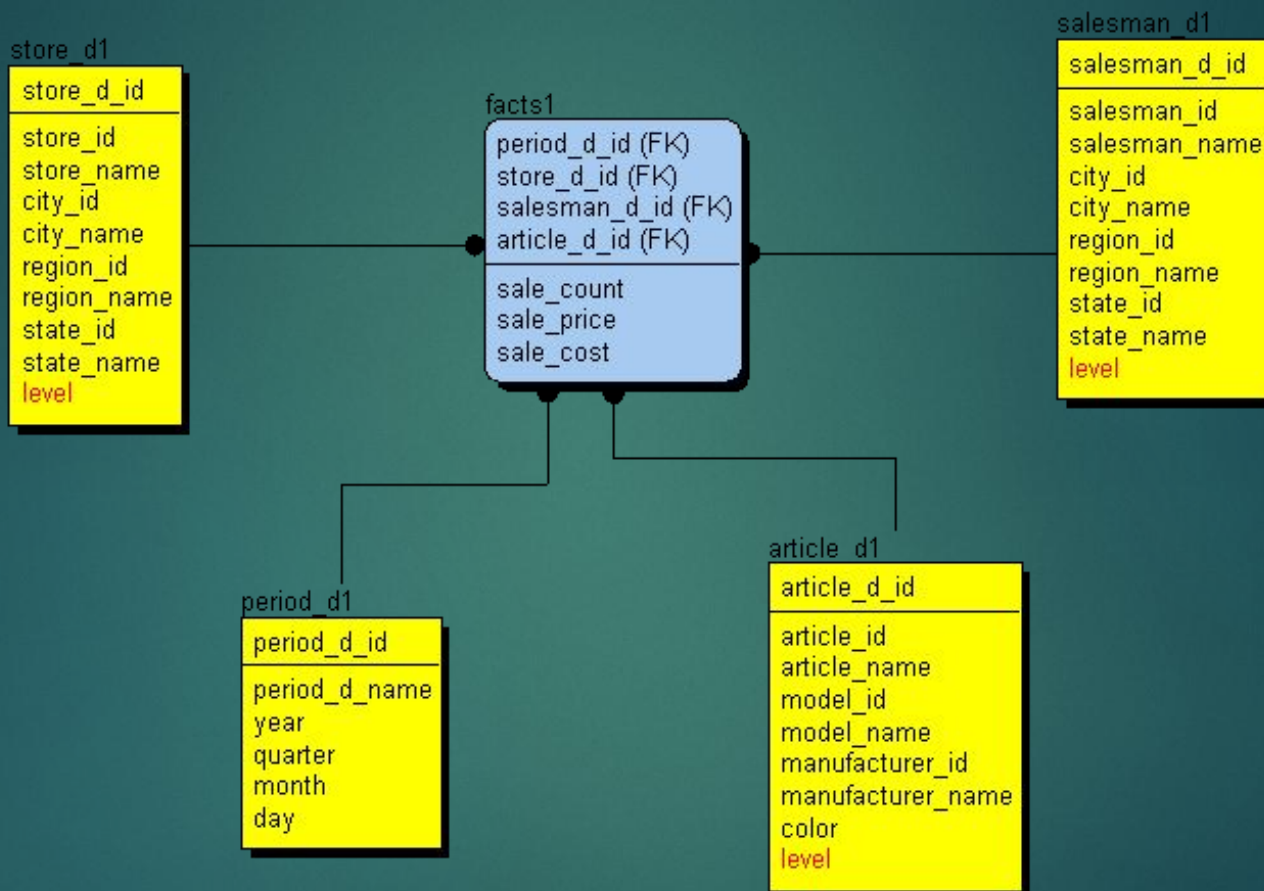 store_d1
store_d_id
store_id
store_name
city_id
city_name
region_id
region_name
state_id
state_name
level
facts1
period_d_id (FK)
store_d_id (FK)
salesman_d_id (FK)
article_d_id (FK)
sale_count
sale_price
sale_cost
salesman_d1
salesman_d_id
salesman_id
salesman_name
city_id
city_name
region_id
region_name
state_id
state_name
level
period_d1
period_d_id
period_d_name
year
quarter
month
day
article_d1
article_d_id
article_id
article_name
model_id
model_name
manufacturer_id
manufacturer_name
color
level